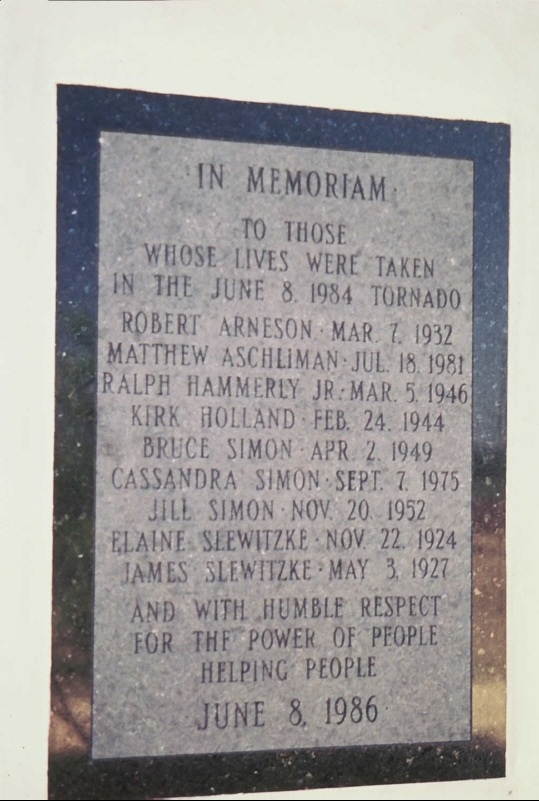 IN MEMORIAM
TO THOSE
WHOSE LIVES WERE TAKEN
IN THE JUNE 8, 1984 TORNADO
ROBERT ARNESON · MAR. 7, 1932
MATTHEW ASCHLIMAN · JUL. 18, 1981
RALPH HAMMERLY JR. · MAR. 5, 1946
KIRK HOLLAND · FEB. 24, 1944
BRUCE SIMON · APR. 2, 1949
CASSANDRA SIMON · SEPT. 7, 1975
JILL SIMON · NOV. 20, 1952
ELAINE SLEWITZKE · NOV. 22, 1924
JAMES SLEWITZKE · MAY 3, 1927
AND WITH HUMBLE RESPECT
FOR THE POWER OF PEOPLE
HELPING PEOPLE
JUNE 8, 1986